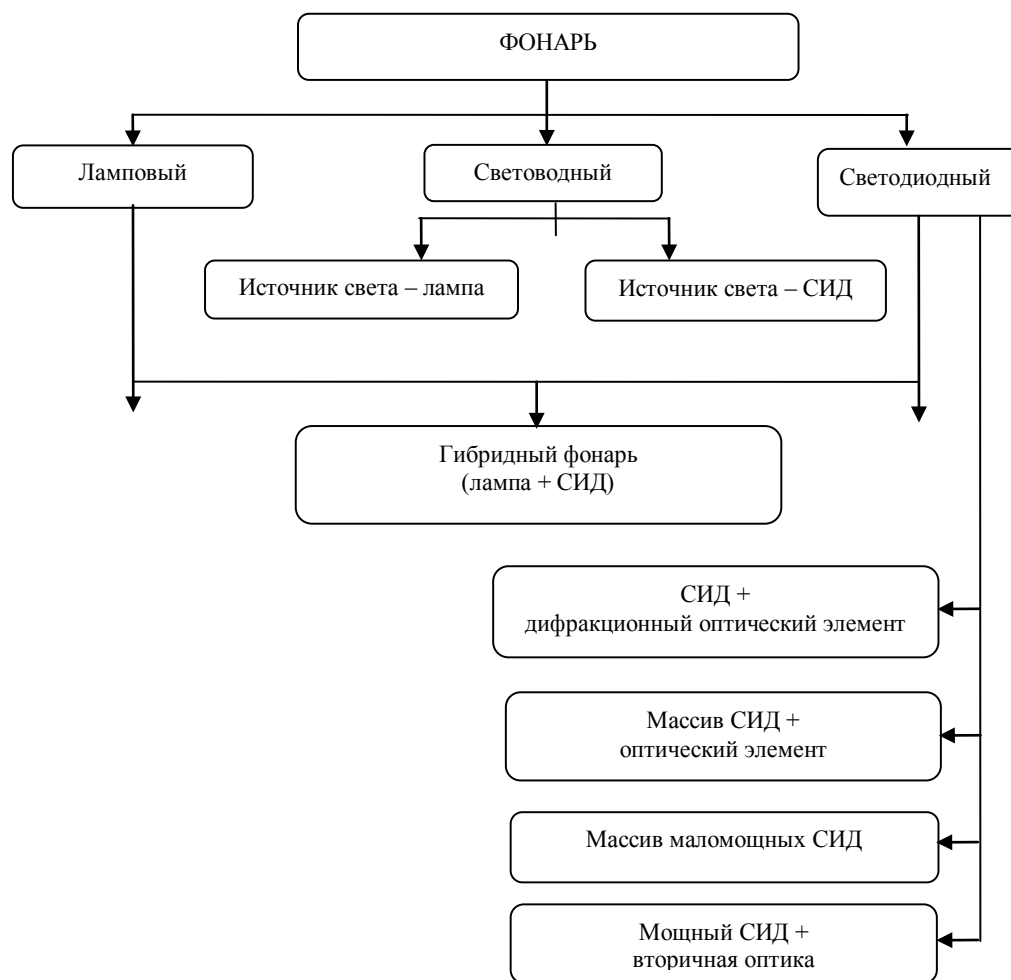 ФОНАРЬ
Ламповый
Световодный
Светодиодный
Источник света – лампа
Источник света – СИД
Гибридный фонарь
(лампа + СИД)
СИД +
дифракционный оптический элемент
Массив СИД +
оптический элемент
Массив маломощных СИД
Мощный СИД +
вторичная оптика